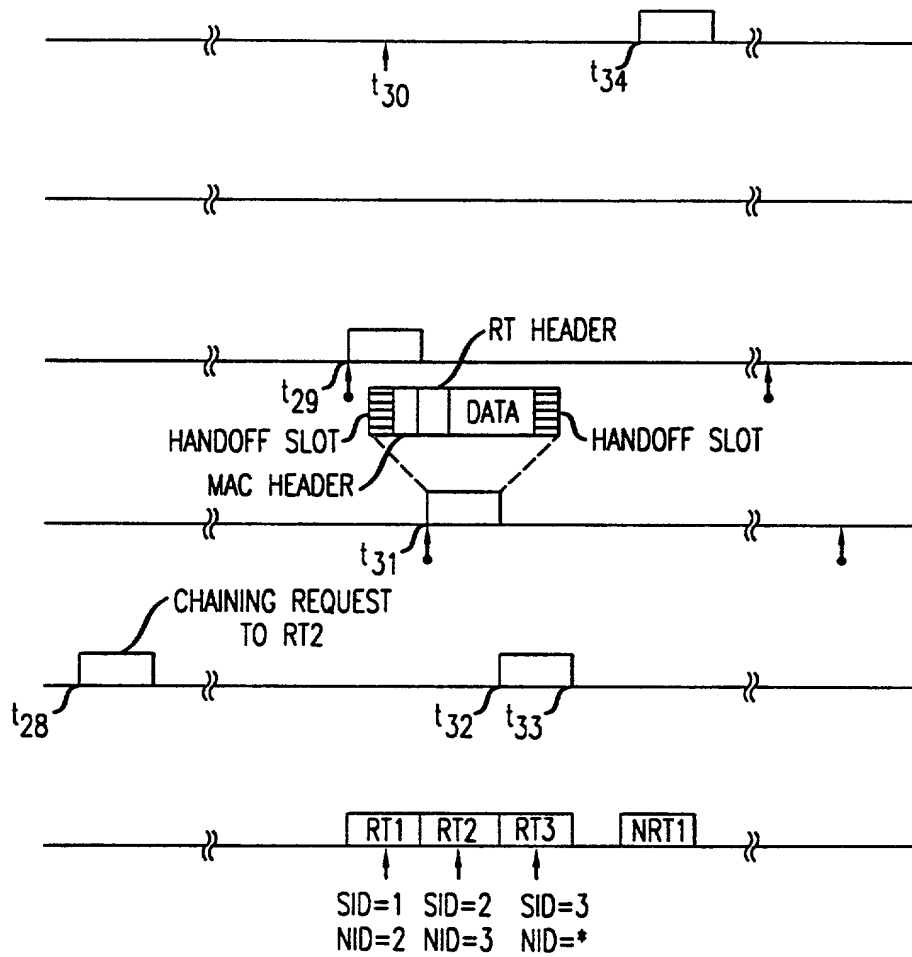 t34
t30
RT HEADER
t29
HANDOFF SLOT
DATA
HANDOFF SLOT
MAC HEADER
t31
CHAINING REQUEST
TO RT2
t28
t32
t33
RT1 RT2 RT3 NRT1
SID=1 SID=2 SID=3
NID=2 NID=3 NID=*